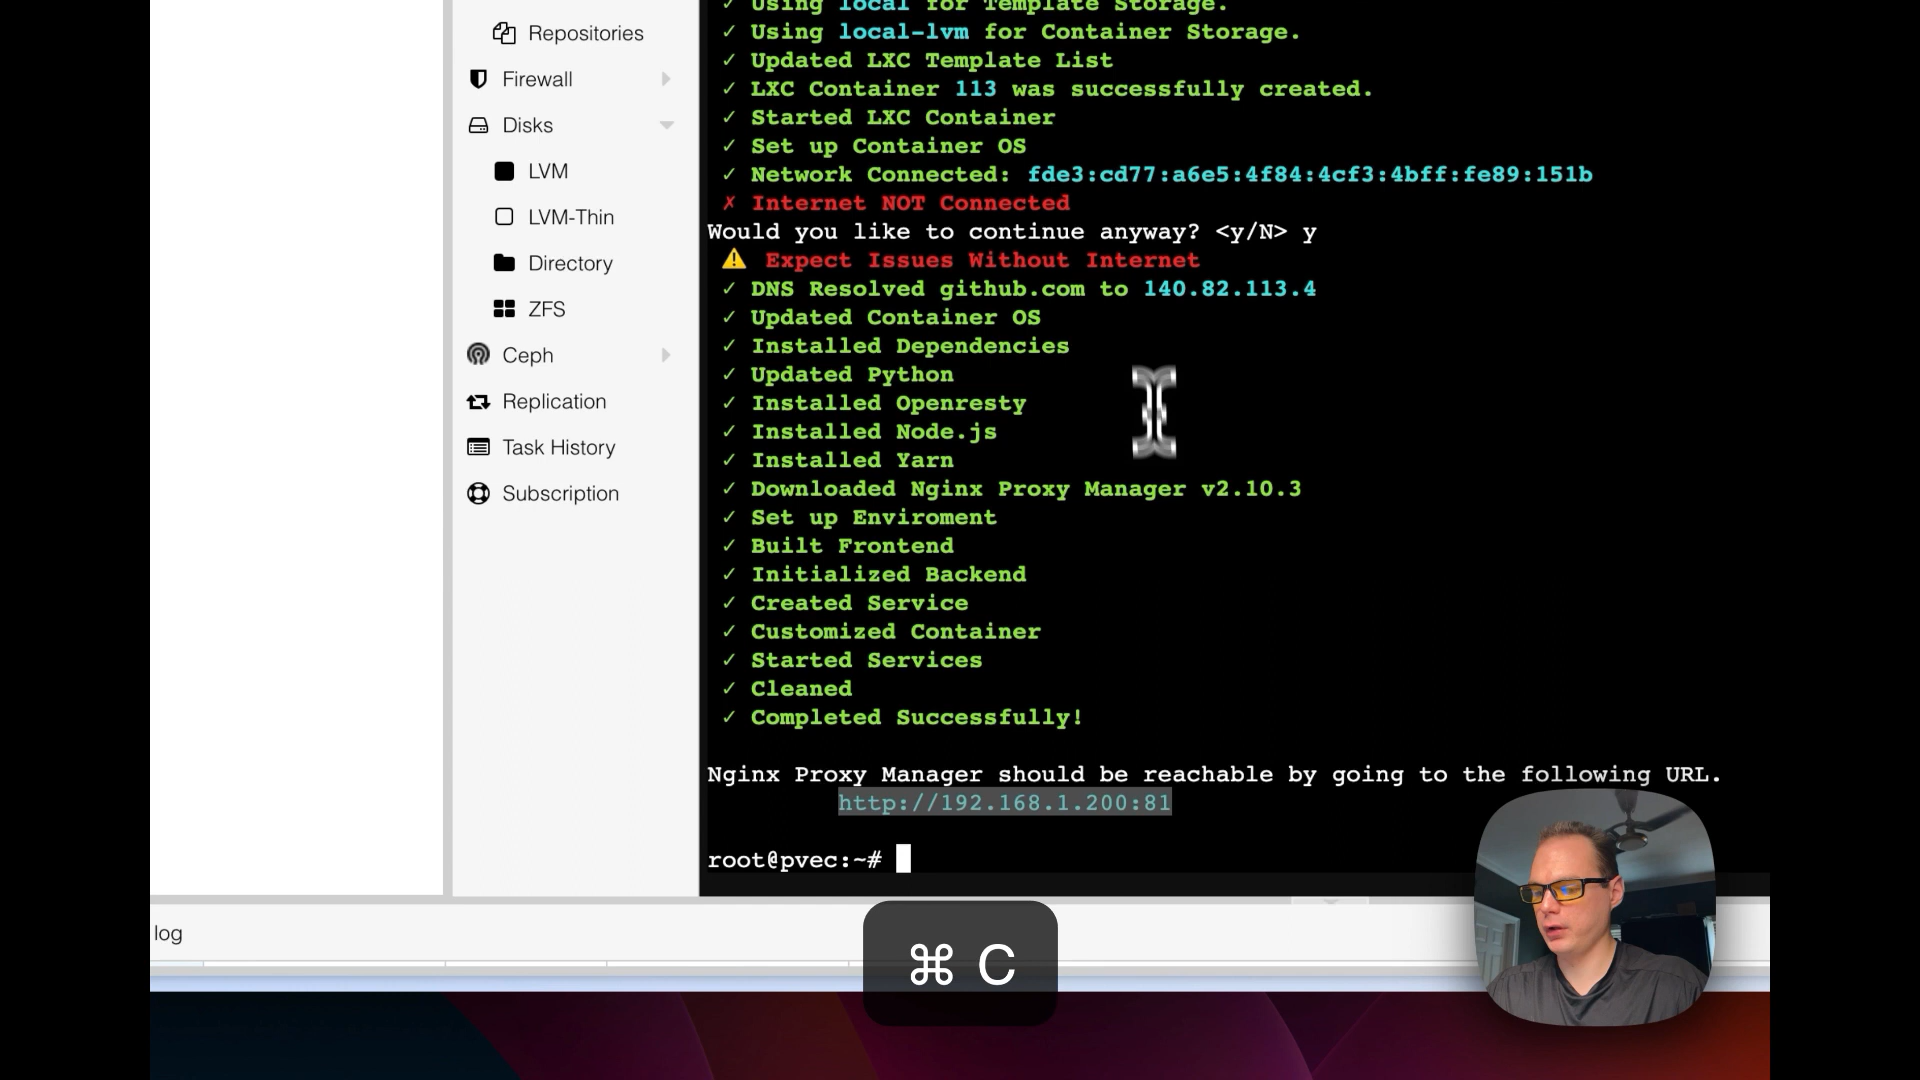 Repositories
Firewall
Disks
LVM
LVM-Thin
Directory
ZFS
Ceph
Replication
Task History
Subscription
✓ Using local for Template Storage.
✓ Using local-lvm for Container Storage.
✓ Updated LXC Template List
✓ LXC Container 113 was successfully created.
✓ Started LXC Container
✓ Set up Container OS
✓ Network Connected: fde3:cd77:a6e5:4f84:4cf3:4bff:fe89:151b
✗ Internet NOT Connected
Would you like to continue anyway? <y/N> y
⚠ Expect Issues Without Internet
✓ DNS Resolved github.com to 140.82.113.4
✓ Updated Container OS
✓ Installed Dependencies
✓ Updated Python
✓ Installed Openresty
✓ Installed Node.js
✓ Installed Yarn
✓ Downloaded Nginx Proxy Manager v2.10.3
✓ Set up Enviroment
✓ Built Frontend
✓ Initialized Backend
✓ Created Service
✓ Customized Container
✓ Started Services
✓ Cleaned
✓ Completed Successfully!
Nginx Proxy Manager should be reachable by going to the following URL.
http://192.168.1.200:81
root@pvec:~#
log
⌘ C